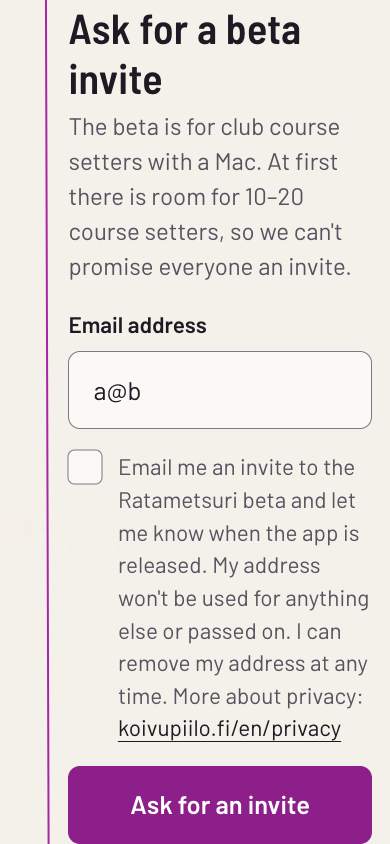 Ask for a beta
invite
The beta is for club course
setters with a Mac. At first
there is room for 10–20
course setters, so we can't
promise everyone an invite.
Email address
a@b
Email me an invite to the
Ratametsuri beta and let
me know when the app is
released. My address
won't be used for anything
else or passed on. I can
remove my address at any
time. More about privacy:
koivupiilo.fi/en/privacy
Ask for an invite